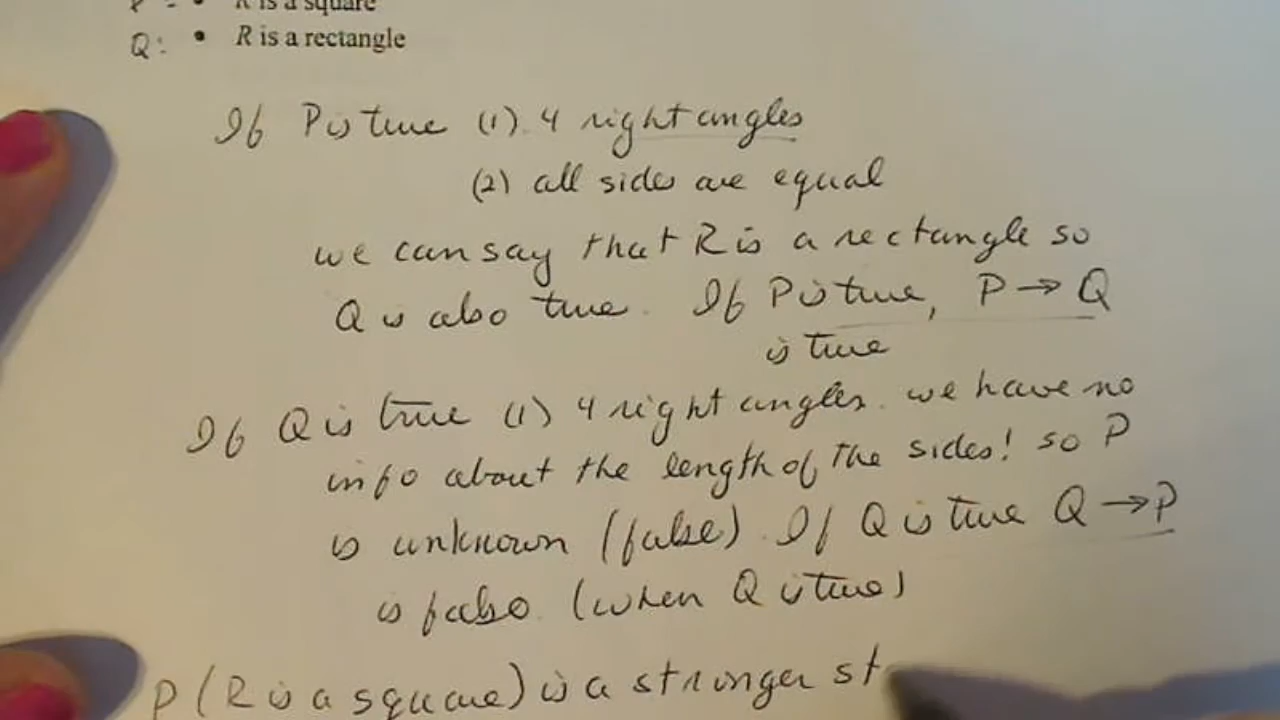 P: • R is a square
Q: • R is a rectangle
If P is true (1) 4 right angles
(2) all sides are equal
we can say that R is a rectangle so
Q is also true. If P is true, P → Q
is true
If Q is true (1) 4 right angles. we have no
info about the length of the sides! so P
is unknown (false). If Q is true Q → P
is false. (when Q is true)
P (R is a square) is a stronger st